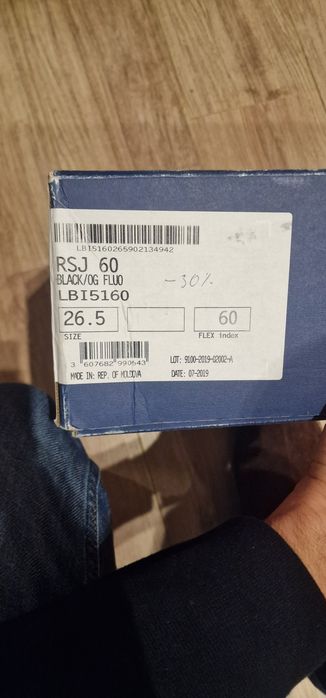 LBI5160265902134942
RSJ 60
BLACK/OG FLUO
-30%
LBI5160
26.5
60
SIZE
FLEX index
3 607682 990643
LOT: 9100-2019-02002-A
MADE IN: REP. OF MOLDOVA
DATE: 07-2019